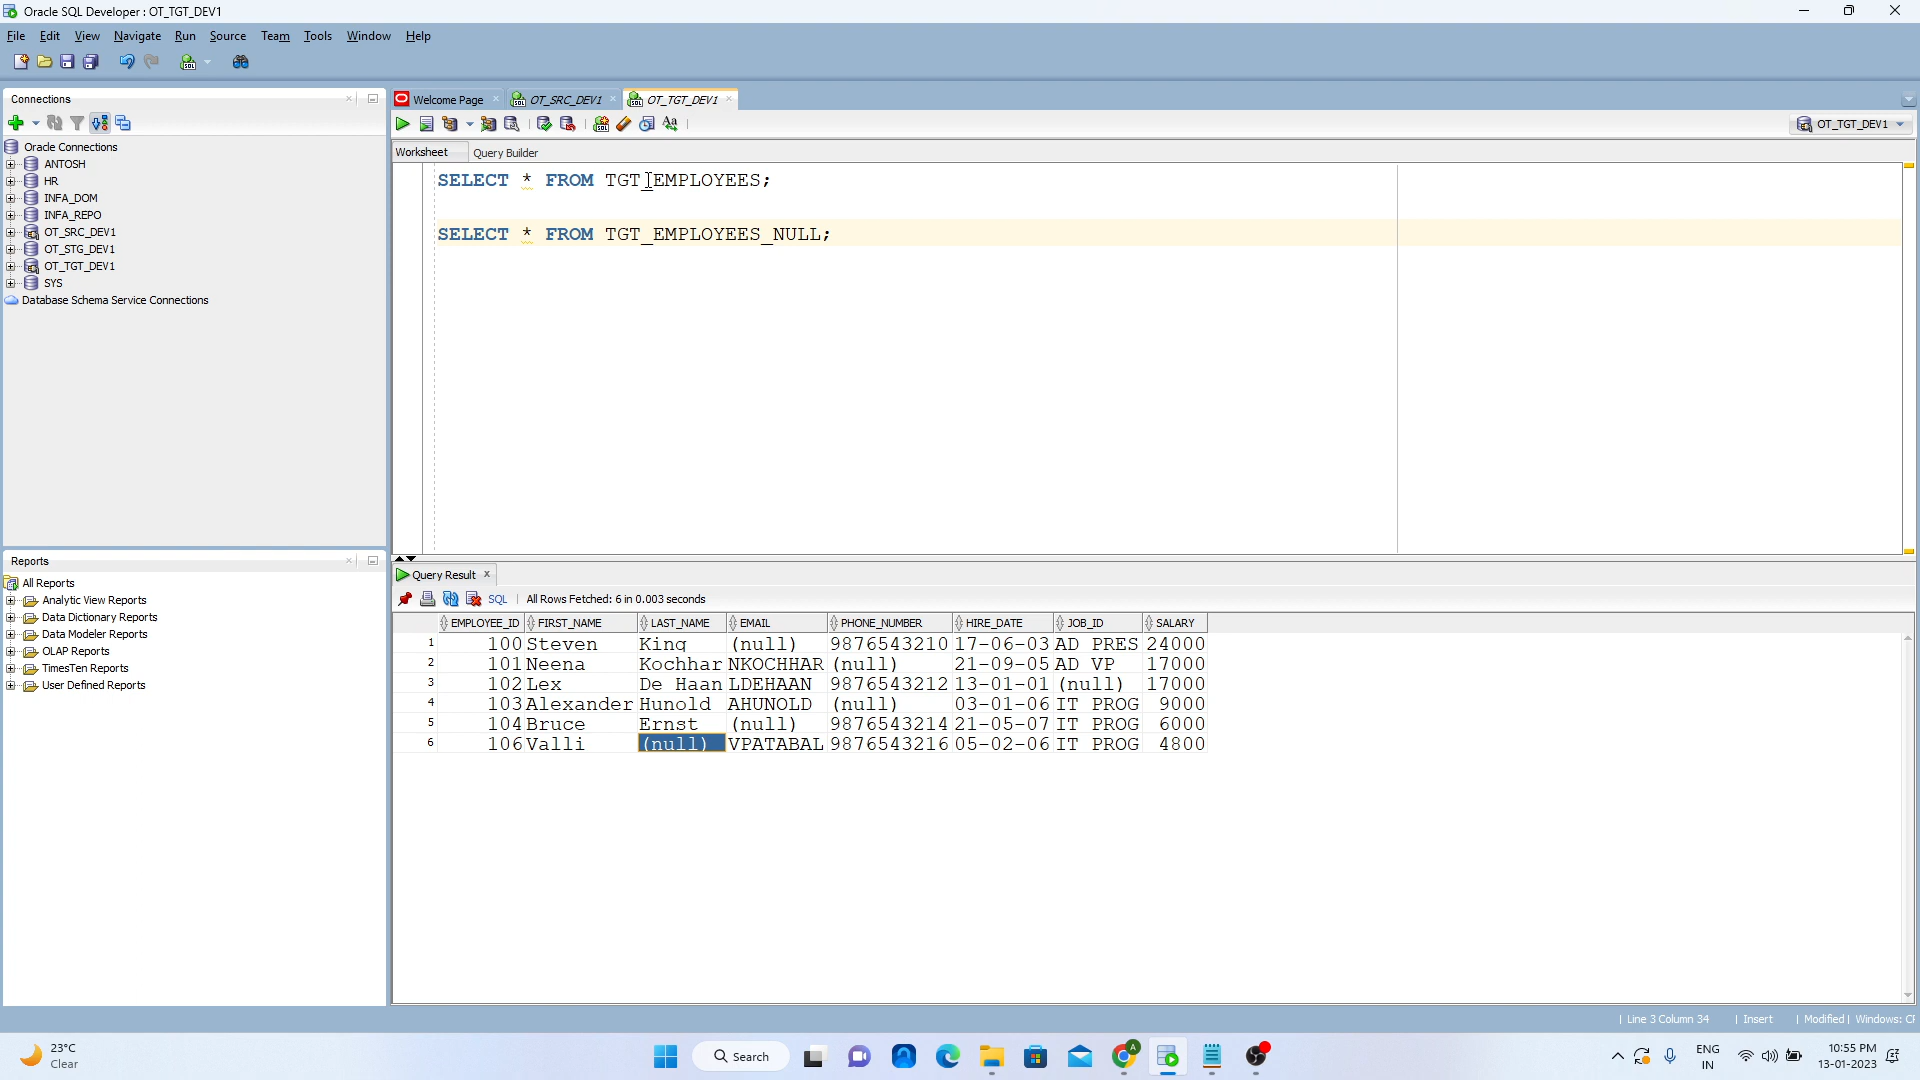 Oracle SQL Developer : OT_TGT_DEV1
File Edit View Navigate Run Source Team Tools Window Help
Connections
Oracle Connections
ANTOSH
HR
INFA_DOM
INFA_REPO
OT_SRC_DEV1
OT_STG_DEV1
OT_TGT_DEV1
SYS
Database Schema Service Connections
Reports
All Reports
Analytic View Reports
Data Dictionary Reports
Data Modeler Reports
OLAP Reports
TimesTen Reports
User Defined Reports
Welcome Page OT_SRC_DEV1 OT_TGT_DEV1
OT_TGT_DEV1
Worksheet Query Builder
SELECT * FROM TGT_EMPLOYEES;
SELECT * FROM TGT_EMPLOYEES_NULL;
Query Result
SQL All Rows Fetched: 6 in 0.003 seconds
EMPLOYEE_ID FIRST_NAME LAST_NAME EMAIL PHONE_NUMBER HIRE_DATE JOB_ID SALARY
1 100 Steven King (null) 9876543210 17-06-03 AD_PRES 24000
2 101 Neena Kochhar NKOCHHAR (null) 21-09-05 AD_VP 17000
3 102 Lex De Haan LDEHAAN 9876543212 13-01-01 (null) 17000
4 103 Alexander Hunold AHUNOLD (null) 03-01-06 IT_PROG 9000
5 104 Bruce Ernst (null) 9876543214 21-05-07 IT_PROG 6000
6 106 Valli (null) VPATABAL 9876543216 05-02-06 IT_PROG 4800
Line 3 Column 34 Insert Modified Windows: CF
23°C
Clear
Search
A
ENG
IN
10:55 PM
13-01-2023